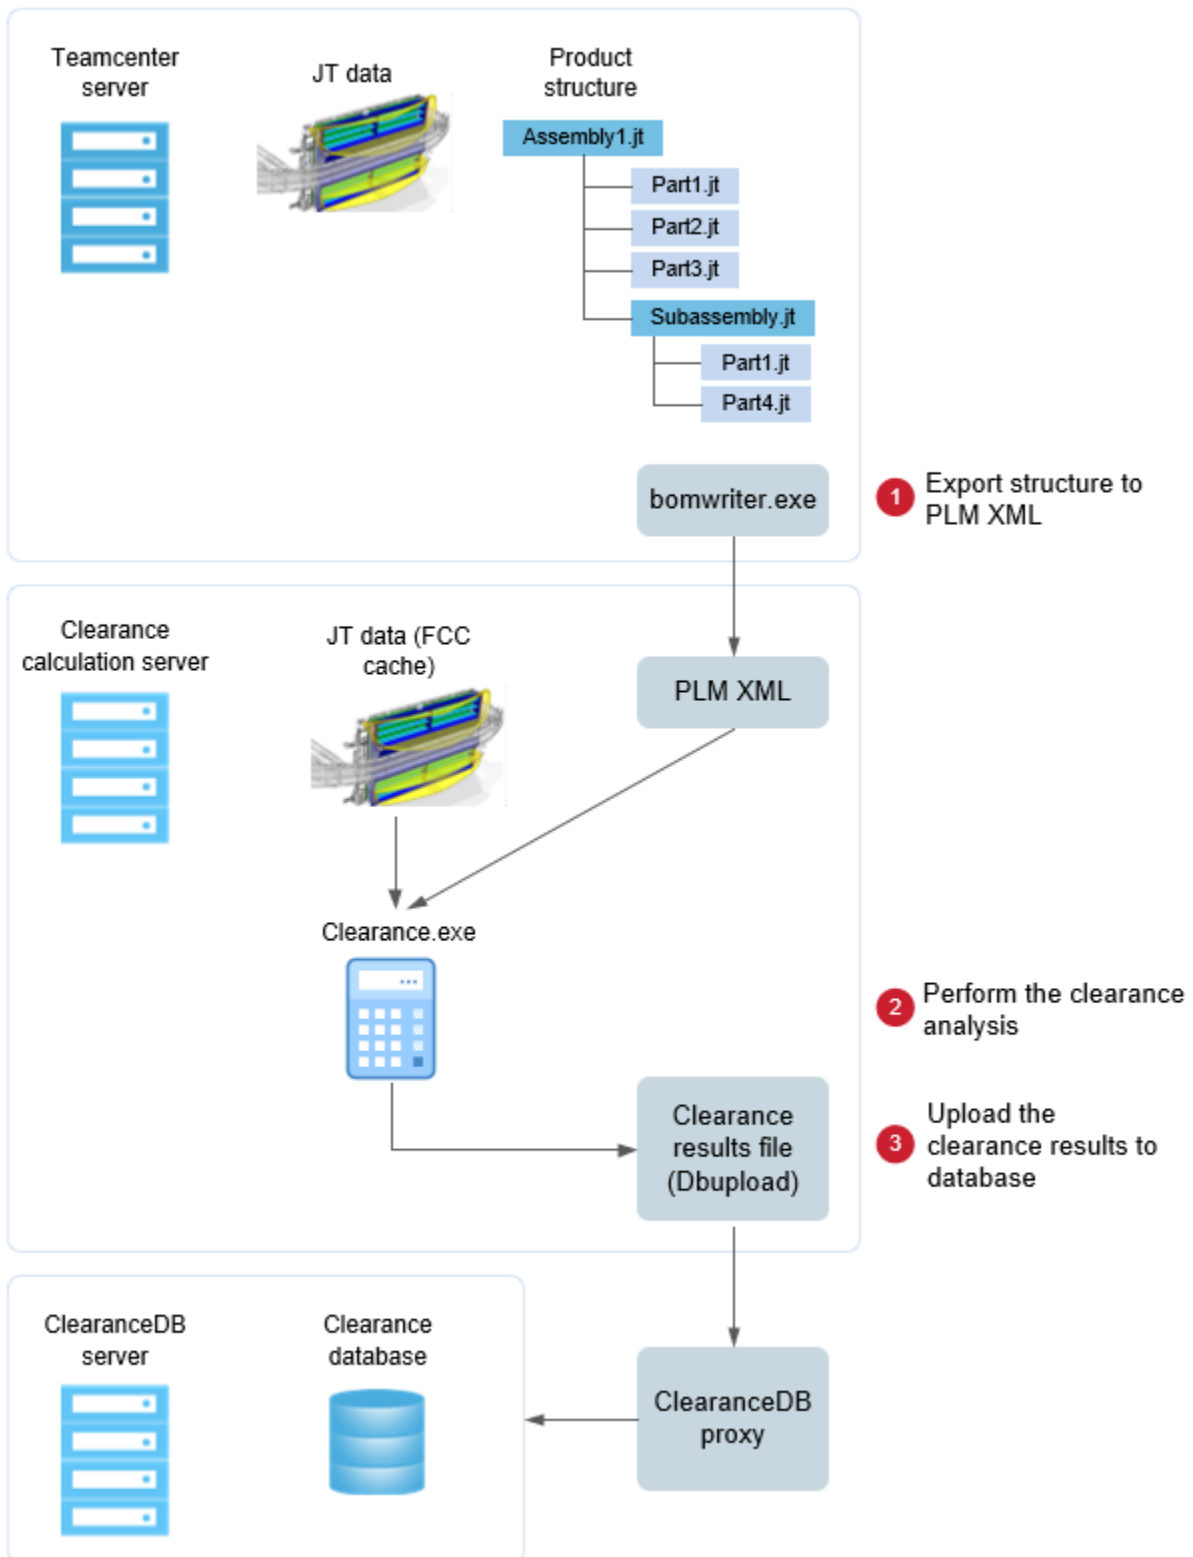 Teamcenter
server
JT data
Product
structure
Assembly1.jt
Part1.jt
Part2.jt
Part3.jt
Subassembly.jt
Part1.jt
Part4.jt
bomwriter.exe
1
Export structure to
PLM XML
Clearance
calculation server
JT data (FCC
cache)
PLM XML
Clearance.exe
2
Perform the clearance
analysis
Clearance
results file
(Dbupload)
3
Upload the
clearance results to
database
ClearanceDB
server
Clearance
database
ClearanceDB
proxy